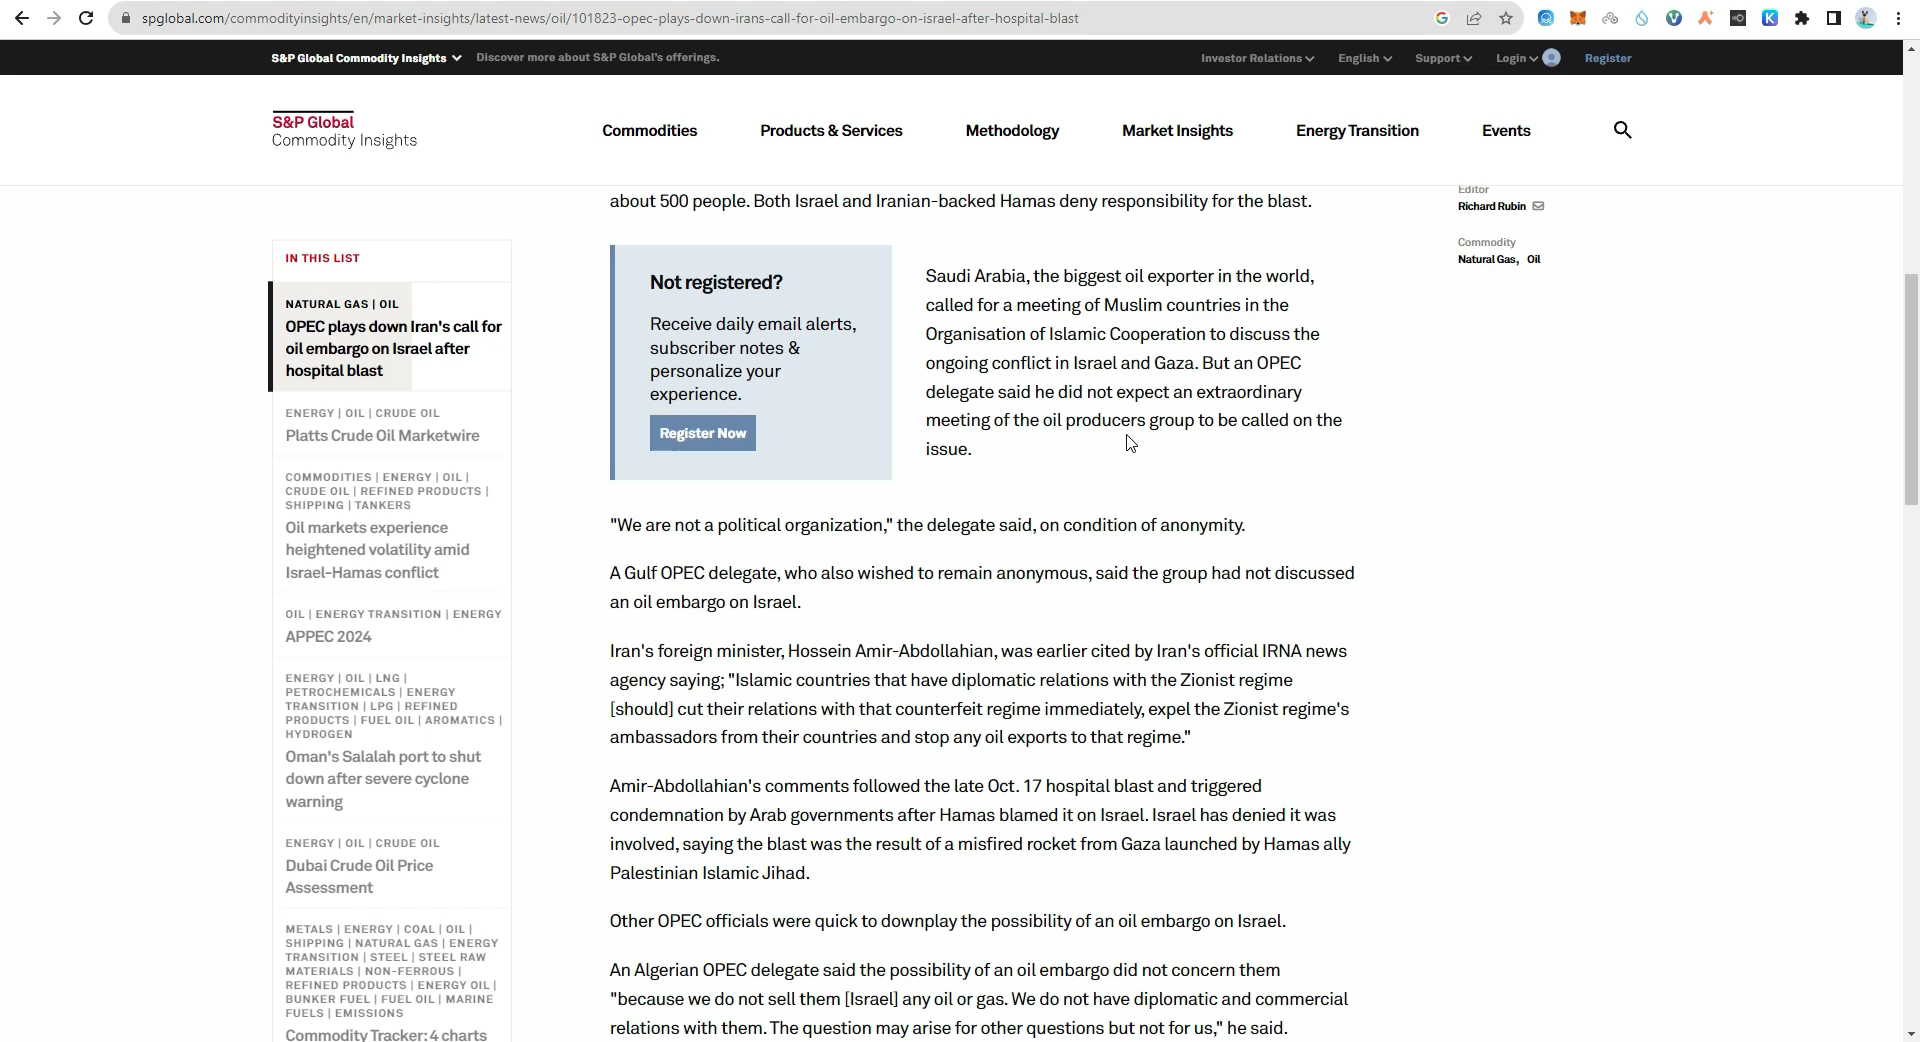 spglobal.com/commodityinsights/en/market-insights/latest-news/oil/101823-opec-plays-down-irans-call-for-oil-embargo-on-israel-after-hospital-blast
S&P Global Commodity Insights
Discover more about S&P Global's offerings.
Investor Relations
English
Support
Login
Register
S&P Global
Commodity Insights
Commodities
Products & Services
Methodology
Market Insights
Energy Transition
Events
IN THIS LIST
NATURAL GAS | OIL
OPEC plays down Iran's call for
oil embargo on Israel after
hospital blast
ENERGY | OIL | CRUDE OIL
Platts Crude Oil Marketwire
COMMODITIES | ENERGY | OIL |
CRUDE OIL | REFINED PRODUCTS |
SHIPPING | TANKERS
Oil markets experience
heightened volatility amid
Israel-Hamas conflict
OIL | ENERGY TRANSITION | ENERGY
APPEC 2024
ENERGY | OIL | LNG |
PETROCHEMICALS | ENERGY
TRANSITION | LPG | REFINED
PRODUCTS | FUEL OIL | AROMATICS |
HYDROGEN
Oman's Salalah port to shut
down after severe cyclone
warning
ENERGY | OIL | CRUDE OIL
Dubai Crude Oil Price
Assessment
METALS | ENERGY | COAL | OIL |
SHIPPING | NATURAL GAS | ENERGY
TRANSITION | STEEL | STEEL RAW
MATERIALS | NON-FERROUS |
REFINED PRODUCTS | ENERGY OIL |
BUNKER FUEL | FUEL OIL | MARINE
FUELS | EMISSIONS
Commodity Tracker: 4 charts
about 500 people. Both Israel and Iranian-backed Hamas deny responsibility for the blast.
Not registered?
Receive daily email alerts,
subscriber notes &
personalize your
experience.
Register Now
Saudi Arabia, the biggest oil exporter in the world,
called for a meeting of Muslim countries in the
Organisation of Islamic Cooperation to discuss the
ongoing conflict in Israel and Gaza. But an OPEC
delegate said he did not expect an extraordinary
meeting of the oil producers group to be called on the
issue.
"We are not a political organization," the delegate said, on condition of anonymity.
A Gulf OPEC delegate, who also wished to remain anonymous, said the group had not discussed
an oil embargo on Israel.
Iran's foreign minister, Hossein Amir-Abdollahian, was earlier cited by Iran's official IRNA news
agency saying; "Islamic countries that have diplomatic relations with the Zionist regime
[should] cut their relations with that counterfeit regime immediately, expel the Zionist regime's
ambassadors from their countries and stop any oil exports to that regime."
Amir-Abdollahian's comments followed the late Oct. 17 hospital blast and triggered
condemnation by Arab governments after Hamas blamed it on Israel. Israel has denied it was
involved, saying the blast was the result of a misfired rocket from Gaza launched by Hamas ally
Palestinian Islamic Jihad.
Other OPEC officials were quick to downplay the possibility of an oil embargo on Israel.
An Algerian OPEC delegate said the possibility of an oil embargo did not concern them
"because we do not sell them [Israel] any oil or gas. We do not have diplomatic and commercial
relations with them. The question may arise for other questions but not for us," he said.
Editor
Richard Rubin
Commodity
Natural Gas, Oil